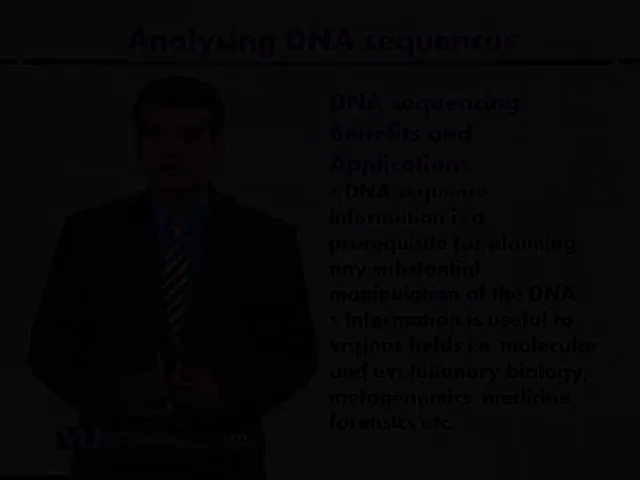 Analysing DNA sequences
DNA sequencing
Benefits and
Applications
• DNA sequence
information is a
prerequisite for planning
any substantial
manipulation of the DNA
• Information is useful to
various fields i.e. molecular
and evolutionary biology,
metagenomics, medicine,
forensics etc.